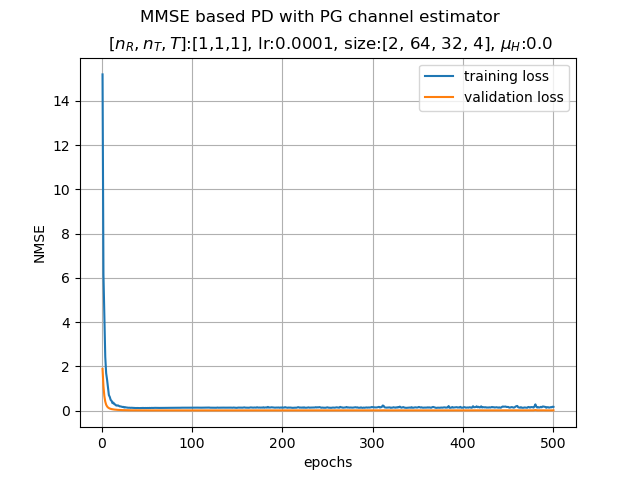 MMSE based PD with PG channel estimator
[n_R, n_T, T]:[1,1,1], lr:0.0001, size:[2, 64, 32, 4], μ_H:0.0
training loss
validation loss
14
12
10
8
6
4
2
0
NMSE
0 100 200 300 400 500
epochs